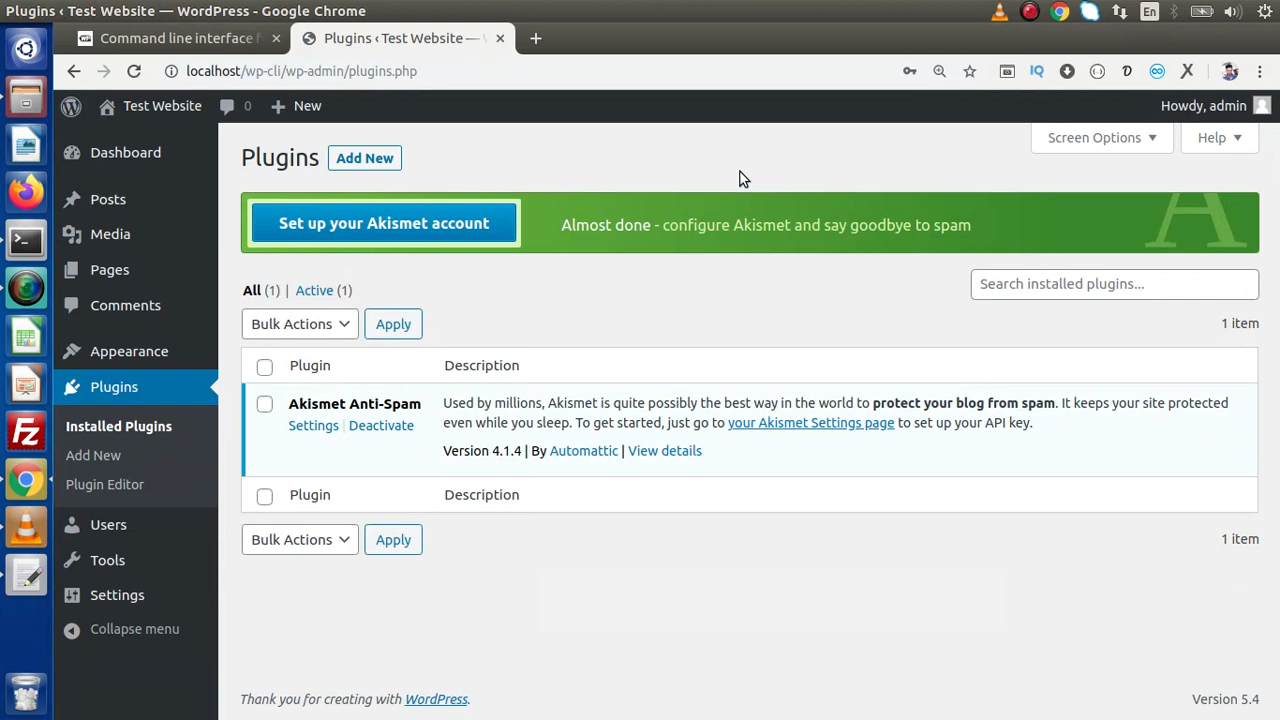 Plugins ‹ Test Website — WordPress - Google Chrome
En
Command line interface f
Plugins ‹ Test Website —
localhost/wp-cli/wp-admin/plugins.php
Test Website 0 New
Howdy, admin
Screen Options
Help
Plugins Add New
Set up your Akismet account
Almost done - configure Akismet and say goodbye to spam
All (1) | Active (1)
Search installed plugins...
Bulk Actions Apply
1 item
Plugin Description
Akismet Anti-Spam
Settings | Deactivate
Used by millions, Akismet is quite possibly the best way in the world to protect your blog from spam. It keeps your site protected
even while you sleep. To get started, just go to your Akismet Settings page to set up your API key.
Version 4.1.4 | By Automattic | View details
Plugin Description
Bulk Actions Apply
1 item
Dashboard
Posts
Media
Pages
Comments
Appearance
Plugins
Installed Plugins
Add New
Plugin Editor
Users
Tools
Settings
Collapse menu
Thank you for creating with WordPress.
Version 5.4